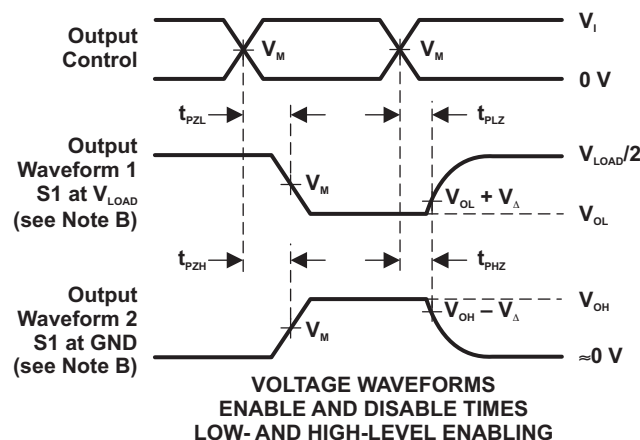 Output
Control
V_M
V_M
V_I
0 V
t_PZL
t_PLZ
Output
Waveform 1
S1 at V_LOAD
(see Note B)
V_M
V_OL + V_Δ
V_LOAD/2
V_OL
t_PZH
t_PHZ
Output
Waveform 2
S1 at GND
(see Note B)
V_M
V_OH – V_Δ
V_OH
≈0 V
VOLTAGE WAVEFORMS
ENABLE AND DISABLE TIMES
LOW- AND HIGH-LEVEL ENABLING